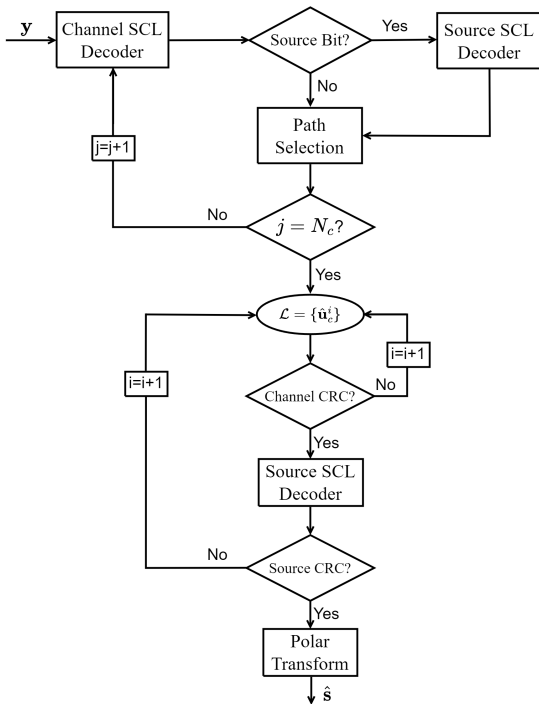 y
Channel SCL
Decoder
Source Bit?
Yes
Source SCL
Decoder
No
Path
Selection
j=j+1
No
j = N_c?
Yes
ℒ = {û_c^i}
i=i+1
i=i+1
Channel CRC?
No
Yes
Source SCL
Decoder
No
Source CRC?
Yes
Polar
Transform
ŝ